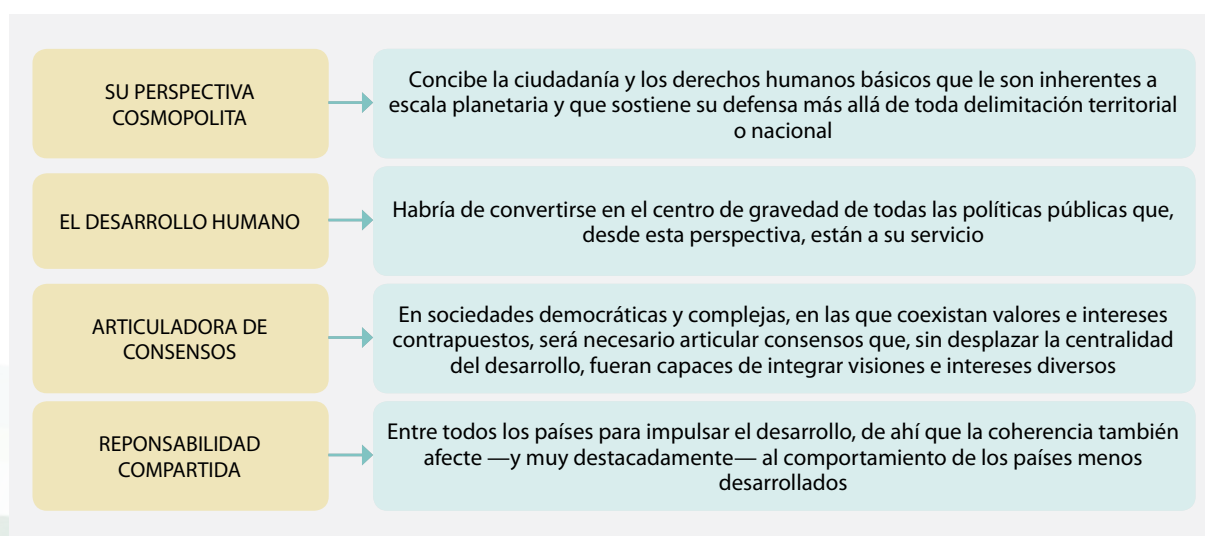 SU PERSPECTIVA
COSMOPOLITA
Concibe la ciudadanía y los derechos humanos básicos que le son inherentes a
escala planetaria y que sostiene su defensa más allá de toda delimitación territorial
o nacional
EL DESARROLLO HUMANO
Habría de convertirse en el centro de gravedad de todas las políticas públicas que,
desde esta perspectiva, están a su servicio
ARTICULADORA DE
CONSENSOS
En sociedades democráticas y complejas, en las que coexistan valores e intereses
contrapuestos, será necesario articular consensos que, sin desplazar la centralidad
del desarrollo, fueran capaces de integrar visiones e intereses diversos
REPONSABILIDAD
COMPARTIDA
Entre todos los países para impulsar el desarrollo, de ahí que la coherencia también
afecte —y muy destacadamente— al comportamiento de los países menos
desarrollados